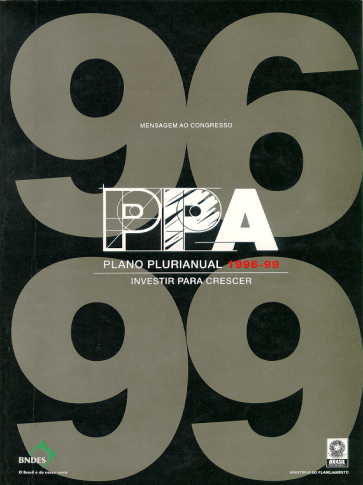 96
MENSAGEM AO CONGRESSO
PPA
PLANO PLURIANUAL 1996-99
INVESTIR PARA CRESCER
99
BNDES
O Brasil é do nosso
BRASIL
MINISTÉRIO DO PLANEJAMENTO